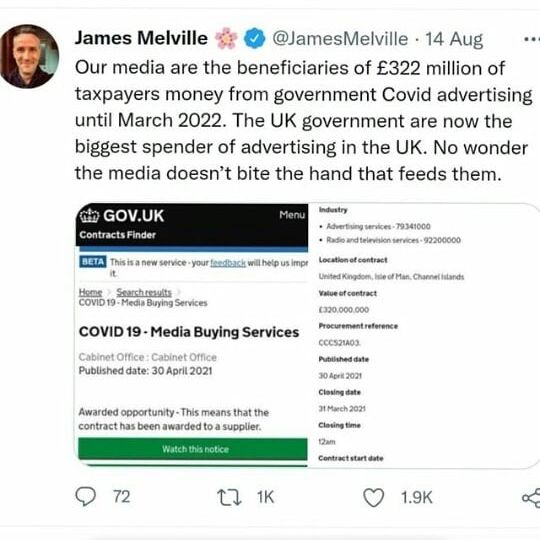 James Melville 🌸 @JamesMelville · 14 Aug ...
Our media are the beneficiaries of £322 million of
taxpayers money from government Covid advertising
until March 2022. The UK government are now the
biggest spender of advertising in the UK. No wonder
the media doesn't bite the hand that feeds them.
GOV.UK Menu
Contracts Finder
BETA This is a new service - your feedback will help us impr
it.
Home > Search results >
COVID 19 - Media Buying Services
COVID 19 - Media Buying Services
Cabinet Office : Cabinet Office
Published date: 30 April 2021
Awarded opportunity - This means that the
contract has been awarded to a supplier.
Watch this notice
Industry
• Advertising services - 79341000
• Radio and television services - 92200000
Location of contract
United Kingdom, Isle of Man, Channel Islands
Value of contract
£320,000,000
Procurement reference
CCCS21A03.
Published date
30 April 2021
Closing date
31 March 2021
Closing time
12am
Contract start date
72 1K 1.9K